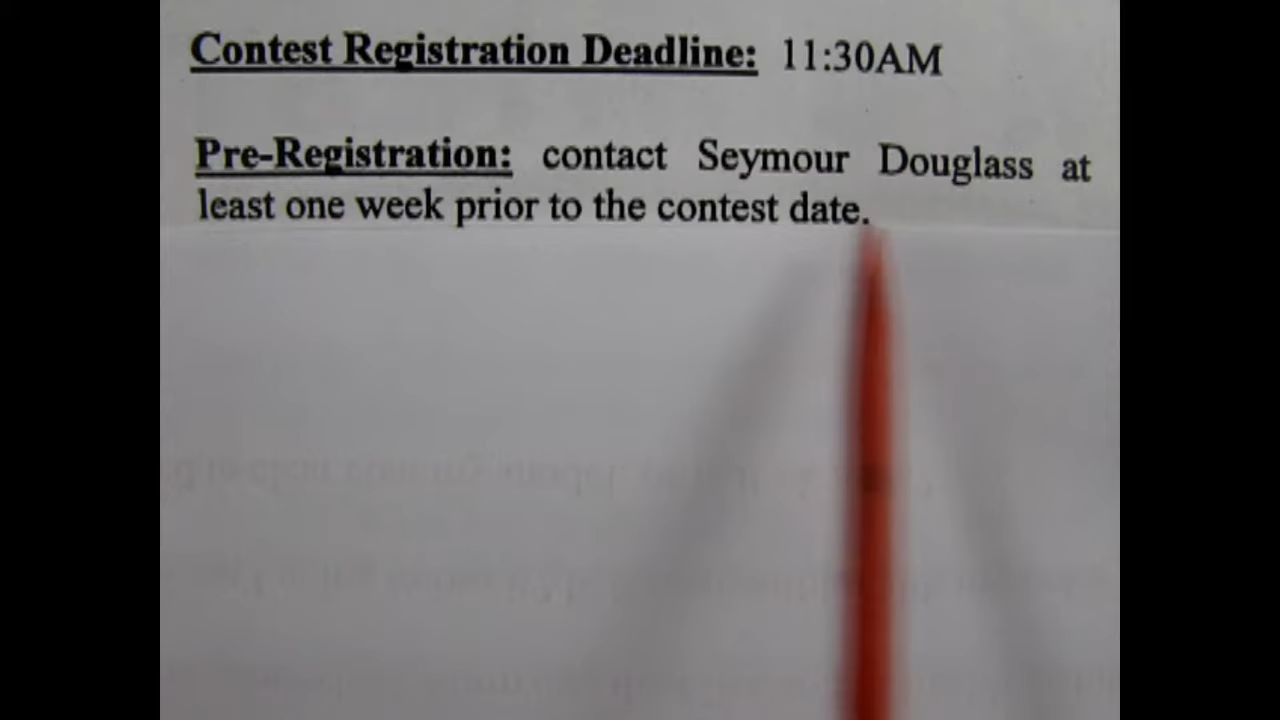 Contest Registration Deadline: 11:30AM
Pre-Registration: contact Seymour Douglass at
least one week prior to the contest date.